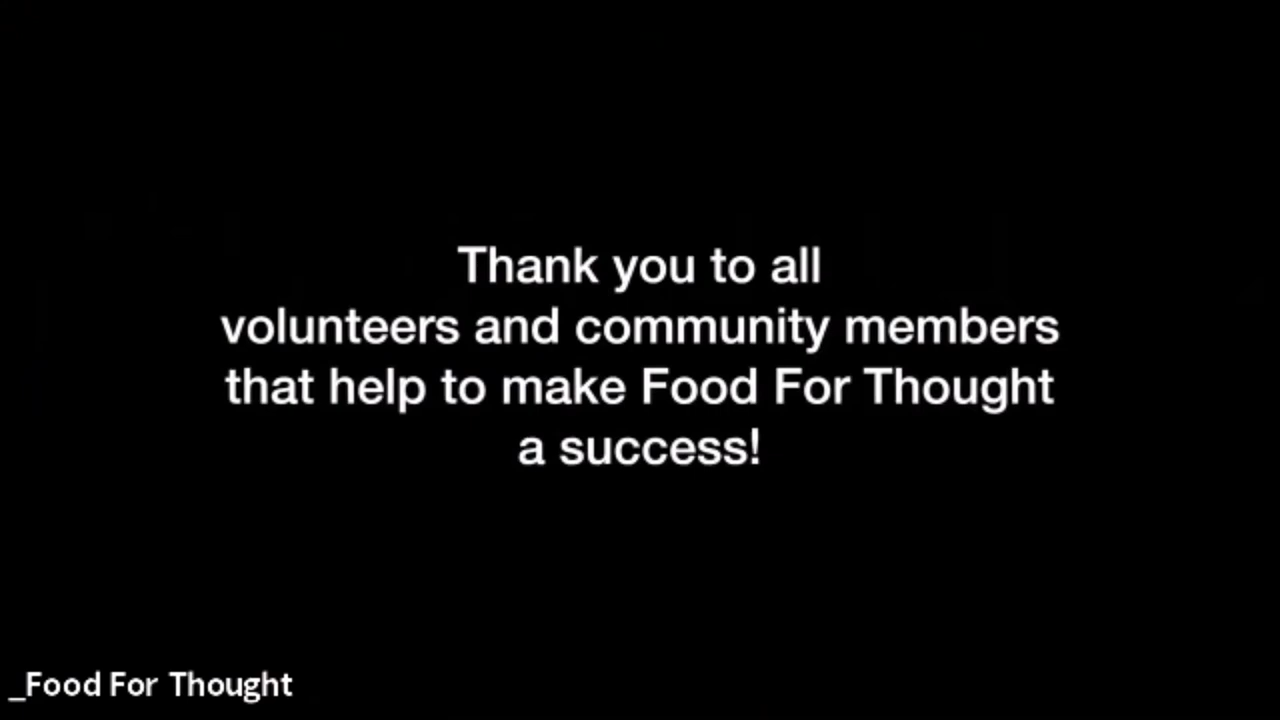 Thank you to all
volunteers and community members
that help to make Food For Thought
a success!
_Food For Thought